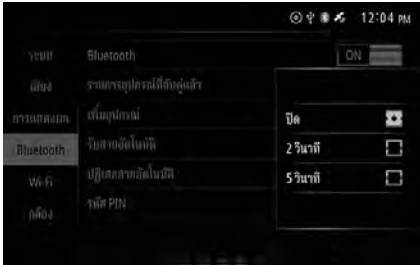 12:04 PM
ระบบ
Bluetooth
ON
เสียง
รายการอุปกรณ์ที่จับคู่แล้ว
การแสดงผล
เพิ่มอุปกรณ์
ปิด
Bluetooth
รับสายอัตโนมัติ
2 วินาที
Wi-Fi
ปฏิเสธสายอัตโนมัติ
5 วินาที
กล้อง
รหัส PIN